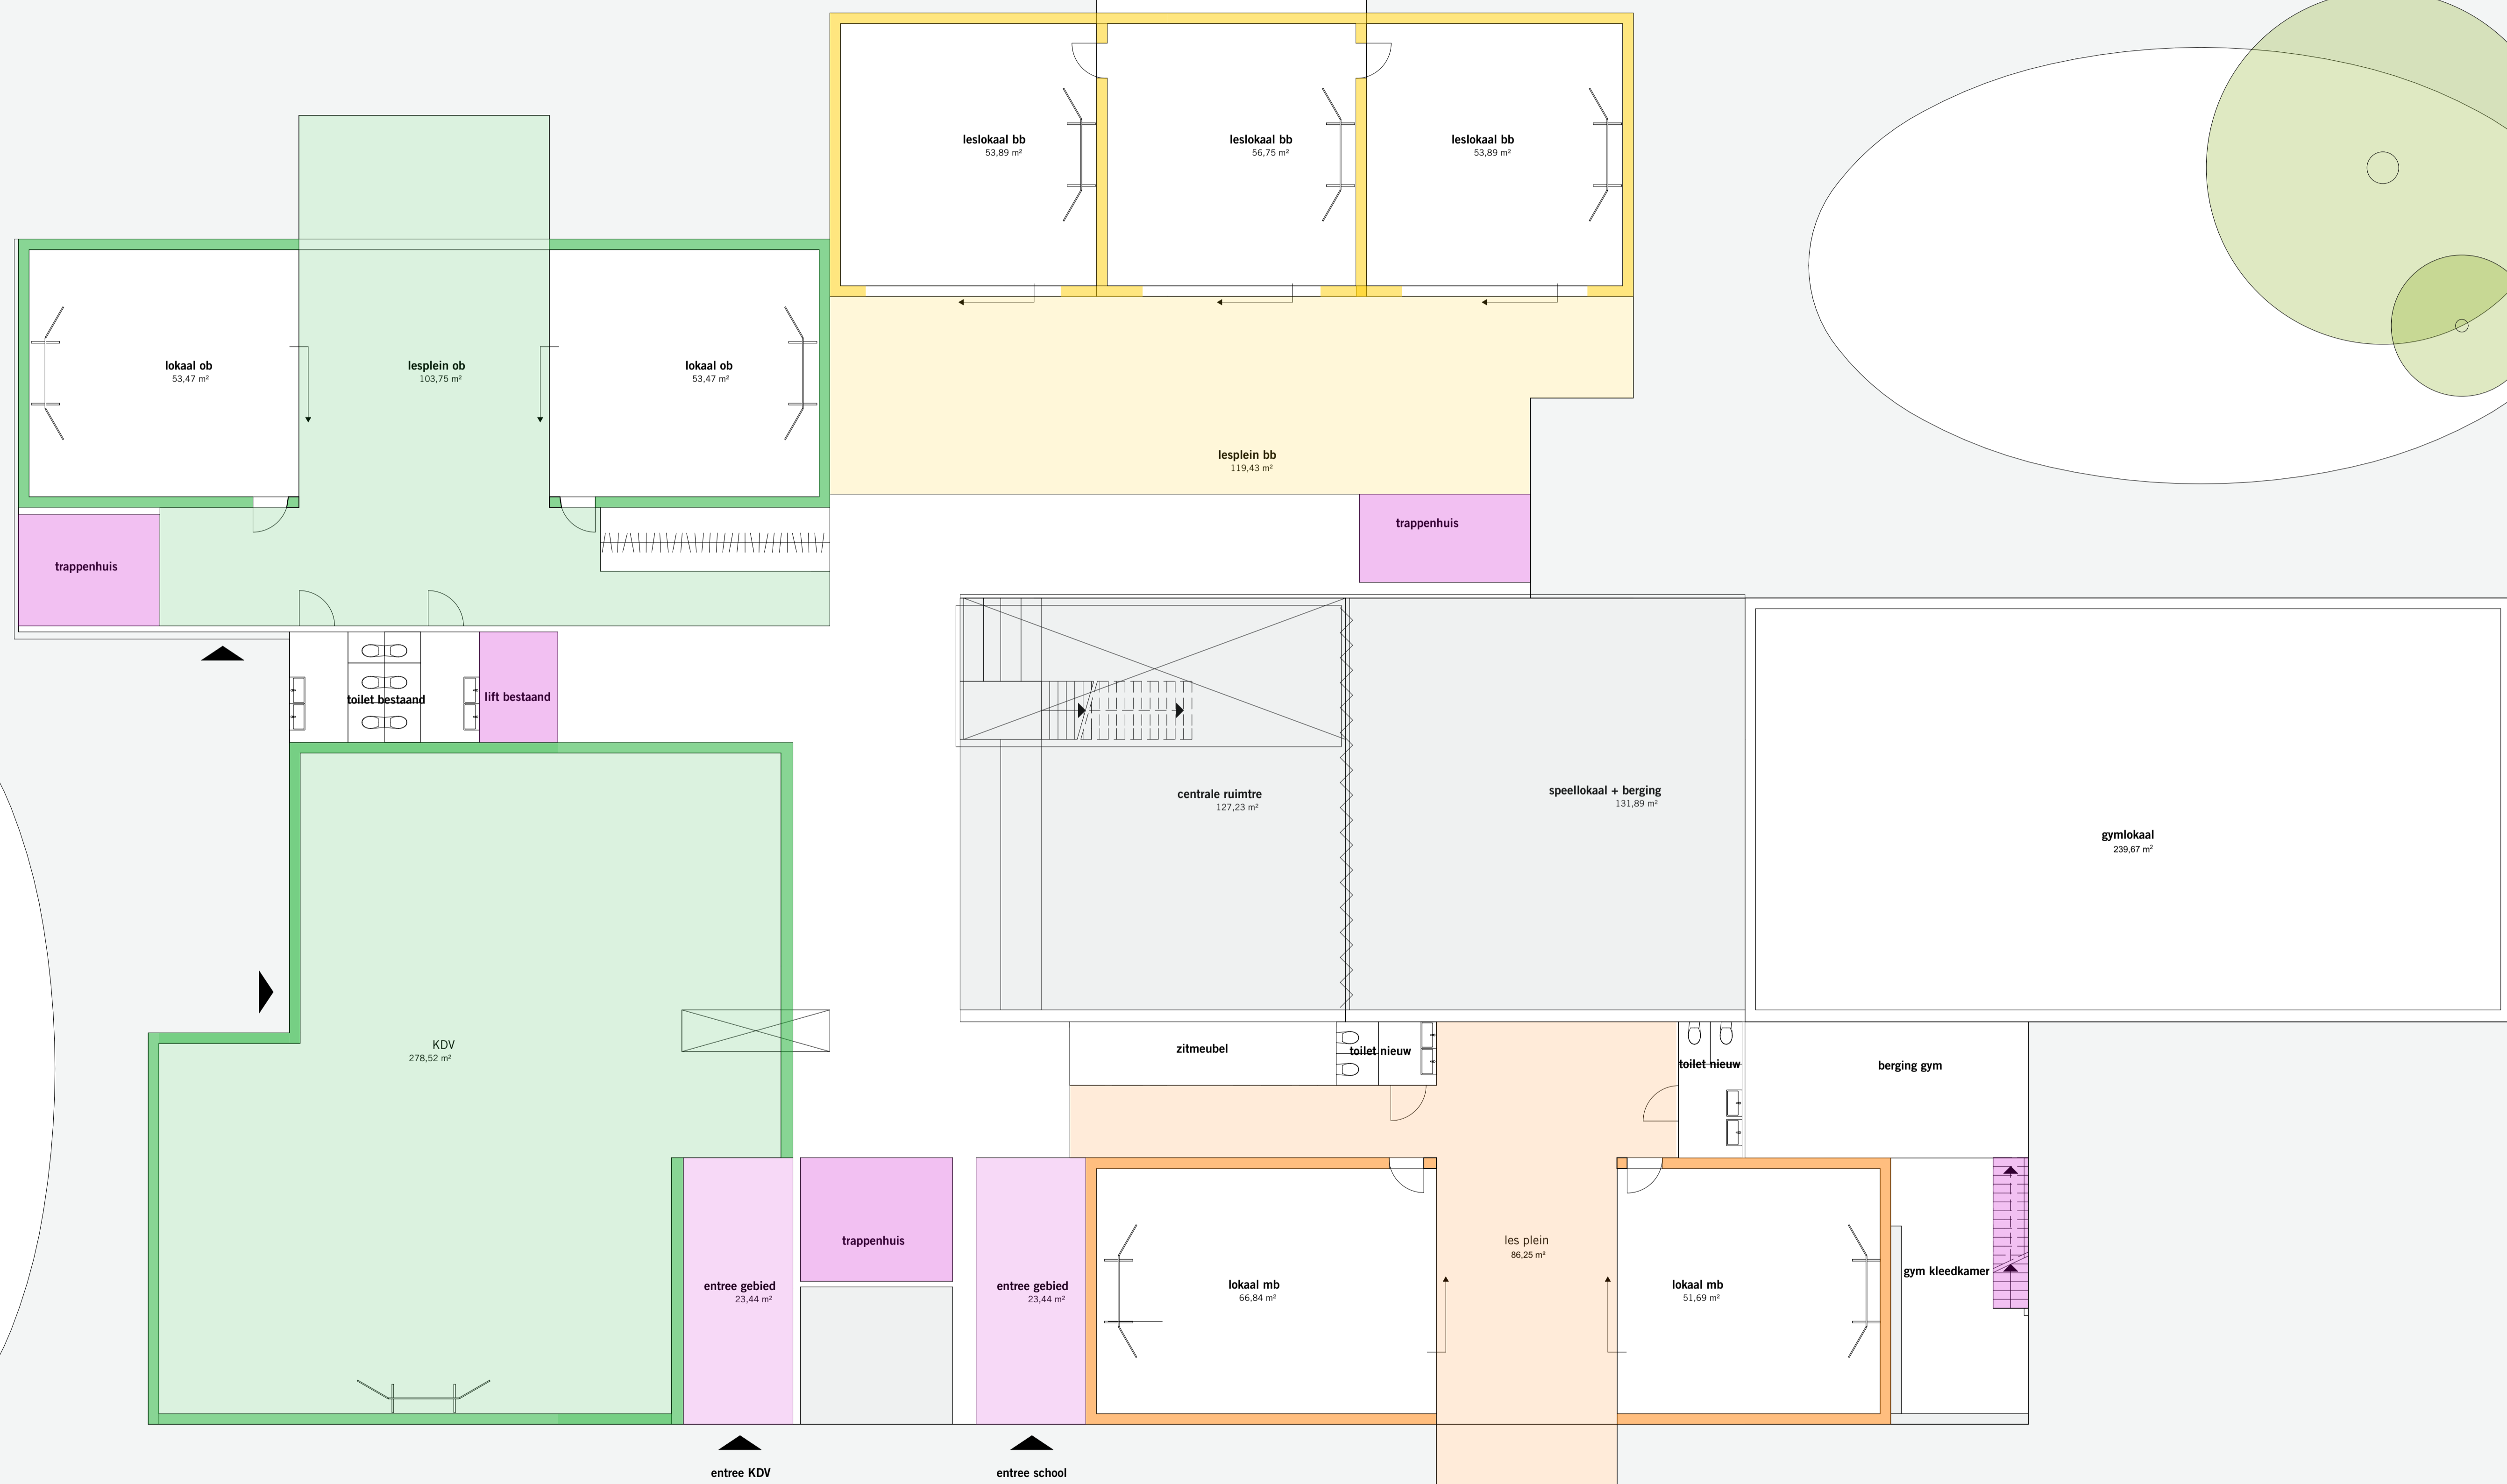 leslokaal bb
53,89 m²
leslokaal bb
56,75 m²
leslokaal bb
53,89 m²
lokaal ob
53,47 m²
lesplein ob
103,75 m²
lokaal ob
53,47 m²
lesplein bb
119,43 m²
trappenhuis
trappenhuis
toilet bestaand
lift bestaand
centrale ruimtre
127,23 m²
speellokaal + berging
131,89 m²
gymlokaal
239,67 m²
KDV
278,52 m²
zitmeubel
toilet nieuw
toilet nieuw
berging gym
trappenhuis
entree gebied
23,44 m²
entree gebied
23,44 m²
lokaal mb
66,84 m²
les plein
86,25 m²
lokaal mb
51,69 m²
gym kleedkamer
entree KDV
entree school